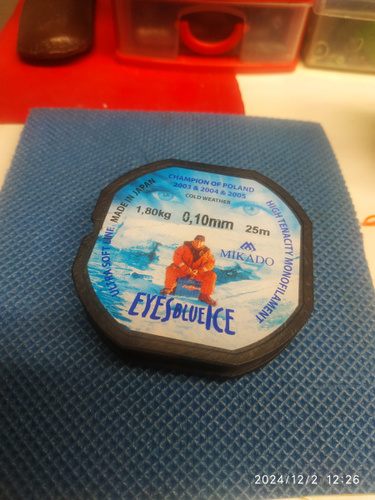 CHAMPION OF POLAND
2003 & 2004 & 2005
COLD WEATHER
1,80kg 0,10mm 25m
MIKADO
ULTRA SOFT LINE, MADE IN JAPAN
HIGH TENACITY MONOFILAMENT
EYES BLUE ICE
2024/12/2 12:26